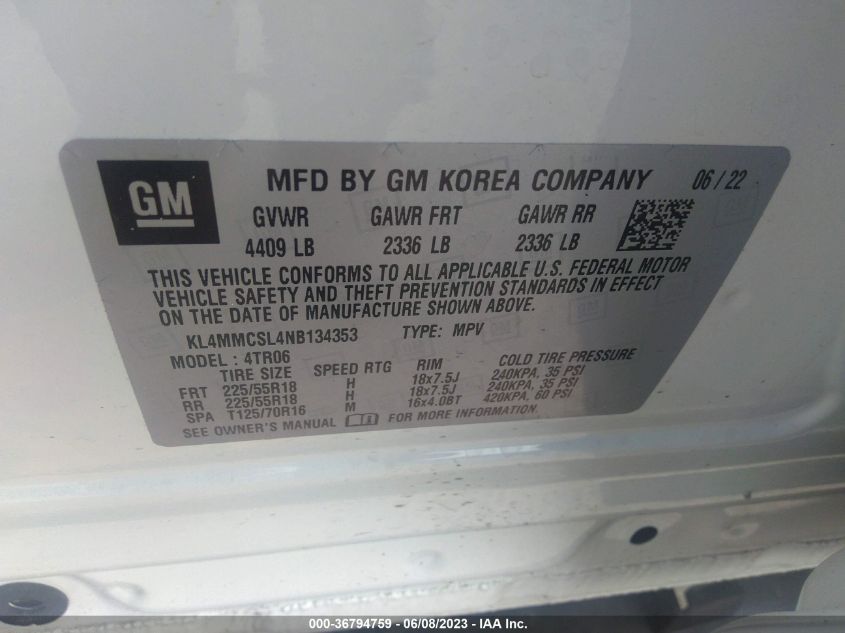 GM
MFD BY GM KOREA COMPANY 06/22
GVWR GAWR FRT GAWR RR
4409 LB 2336 LB 2336 LB
THIS VEHICLE CONFORMS TO ALL APPLICABLE U.S. FEDERAL MOTOR
VEHICLE SAFETY AND THEFT PREVENTION STANDARDS IN EFFECT
ON THE DATE OF MANUFACTURE SHOWN ABOVE.
KL4MMCSL4NB134353 TYPE: MPV
MODEL : 4TR06
TIRE SIZE SPEED RTG RIM COLD TIRE PRESSURE
FRT 225/55R18 H 18x7.5J 240KPA, 35 PSI
RR 225/55R18 H 18x7.5J 240KPA, 35 PSI
SPA T125/70R16 M 16x4.0BT 420KPA, 60 PSI
SEE OWNER'S MANUAL FOR MORE INFORMATION.
000-36794759 - 06/08/2023 - IAA Inc.